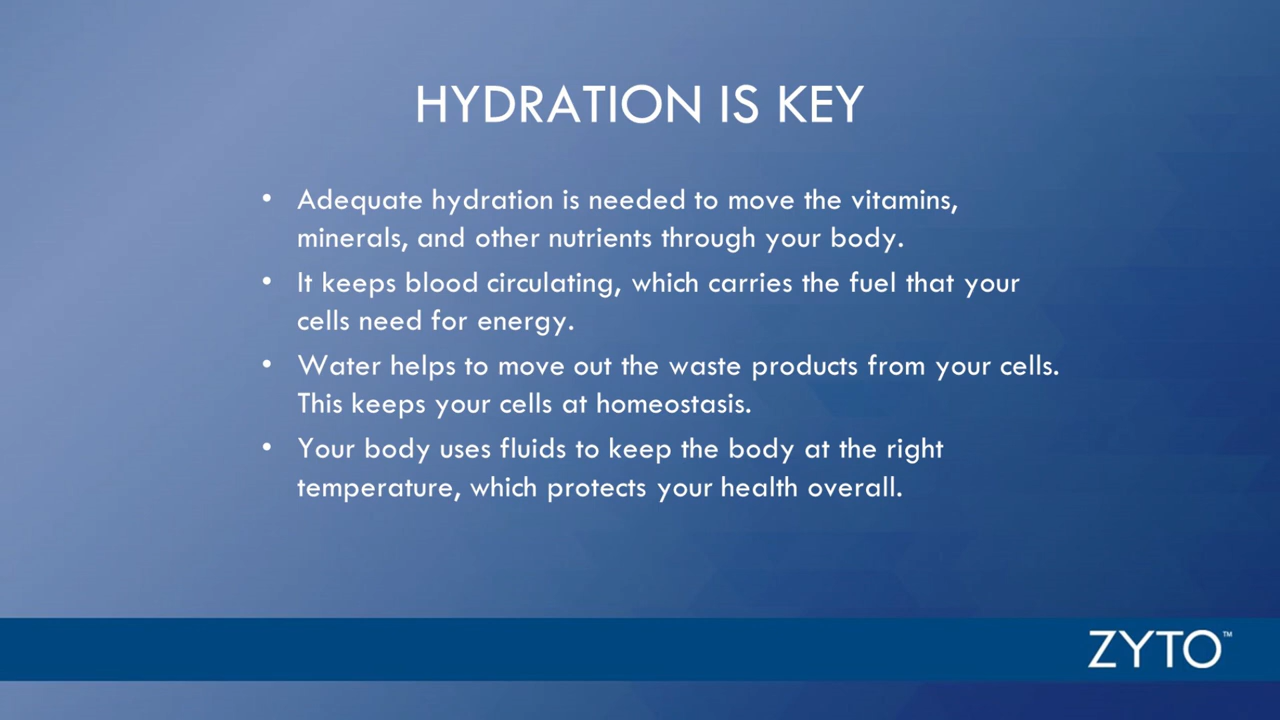 HYDRATION IS KEY
• Adequate hydration is needed to move the vitamins,
minerals, and other nutrients through your body.
• It keeps blood circulating, which carries the fuel that your
cells need for energy.
• Water helps to move out the waste products from your cells.
This keeps your cells at homeostasis.
• Your body uses fluids to keep the body at the right
temperature, which protects your health overall.
ZYTO™